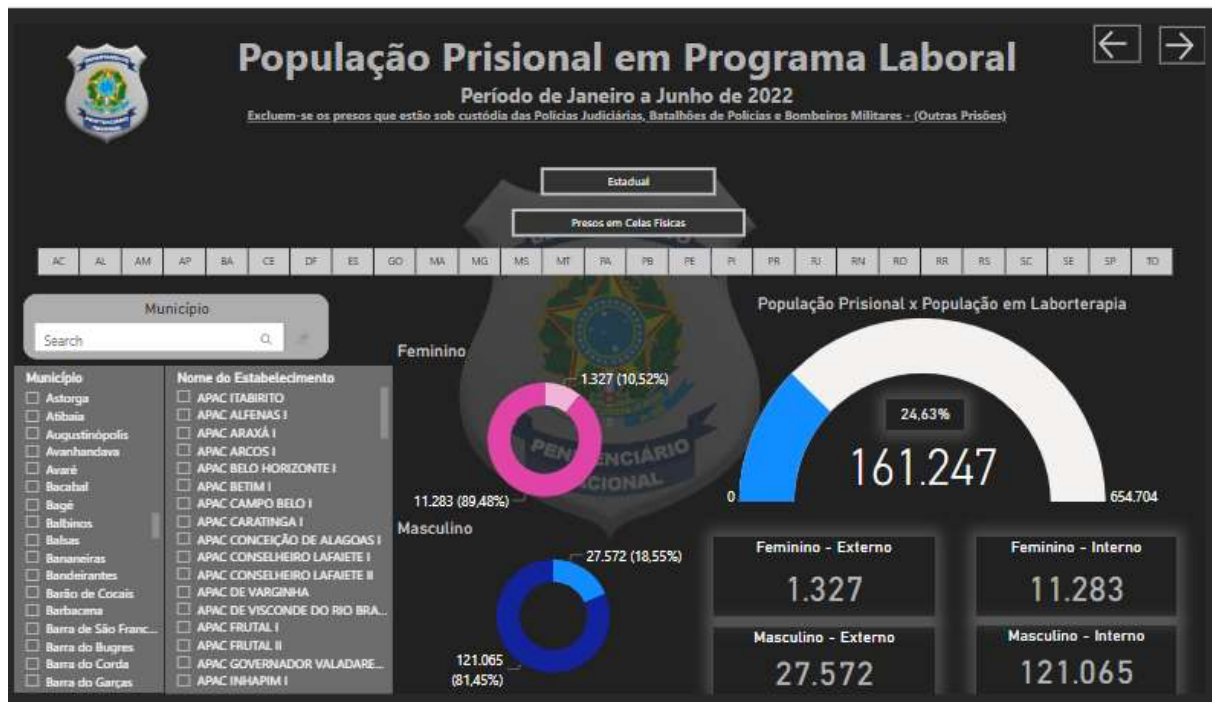 População Prisional em Programa Laboral
Período de Janeiro a Junho de 2022
Excluem-se os presos que estão sob custódia das Polícias Judiciárias, Batalhões de Polícias e Bombeiros Militares - (Outras Prisões)
PENITENCIÁRIO
NACIONAL
Estadual
Presos em Celas Físicas
AC AL AM AP BA CE DF ES GO MA MG MS MT PA PB PE PI PR RJ RN RO RR RS SC SE SP TO
Município
Search
Município
Astorga
Atibaia
Augustinópolis
Avanhandava
Avaré
Bacabal
Bagé
Balbinos
Balsas
Bananeiras
Bandeirantes
Barão de Cocais
Barbacena
Barra de São Franc...
Barra do Bugres
Barra do Corda
Barra do Garças
Nome do Estabelecimento
APAC ITABIRITO
APAC ALFENAS I
APAC ARAXÁ I
APAC ARCOS I
APAC BELO HORIZONTE I
APAC BETIM I
APAC CAMPO BELO I
APAC CARATINGA I
APAC CONCEIÇÃO DE ALAGOAS I
APAC CONSELHEIRO LAFAIETE I
APAC CONSELHEIRO LAFAIETE II
APAC DE VARGINHA
APAC DE VISCONDE DO RIO BRA...
APAC FRUTAL I
APAC FRUTAL II
APAC GOVERNADOR VALADARE...
APAC INHAPIM I
Feminino
1.327 (10,52%)
11.283 (89,48%)
PENITENCIÁRIO
NACIONAL
Masculino
27.572 (18,55%)
121.065
(81,45%)
População Prisional x População em Laborterapia
24,63%
161.247
0
654.704
Feminino - Externo
1.327
Feminino - Interno
11.283
Masculino - Externo
27.572
Masculino - Interno
121.065